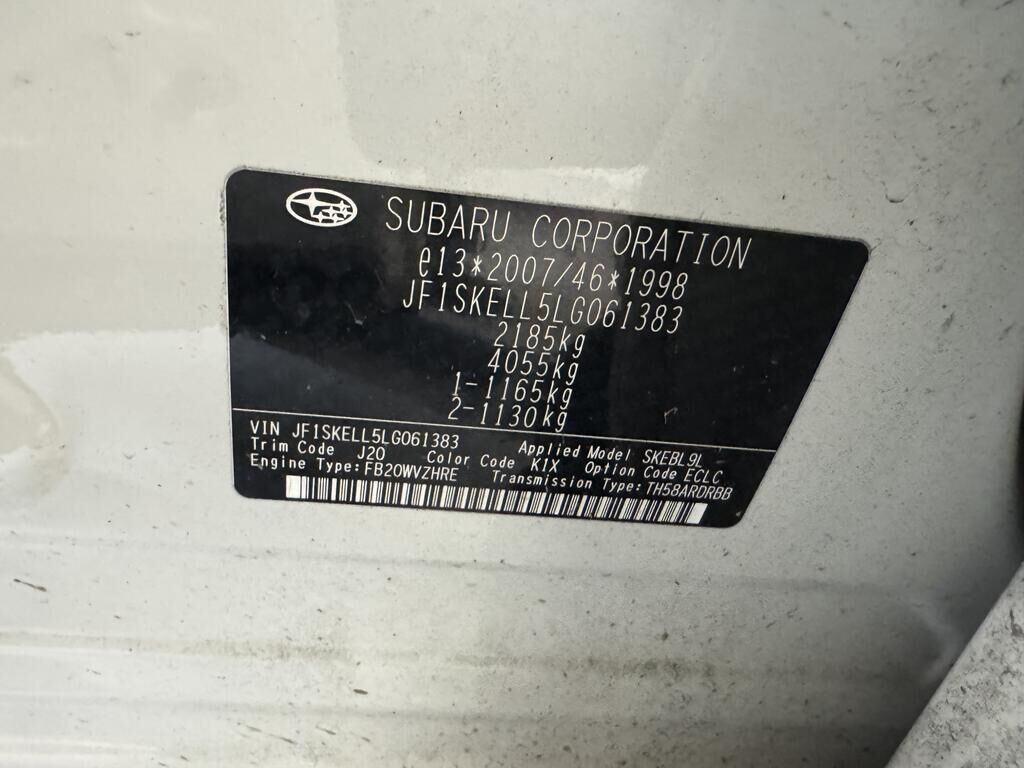 SUBARU CORPORATION
e13*2007/46*1998
JF1SKELL5LG061383
2185kg
4055kg
1-1165kg
2-1130kg
VIN JF1SKELL5LG061383 Applied Model SKEBL9L
Trim Code J20 Color Code K1X Option Code ECLC
Engine Type:FB20WVZHRE Transmission Type:TH58ARDRBB